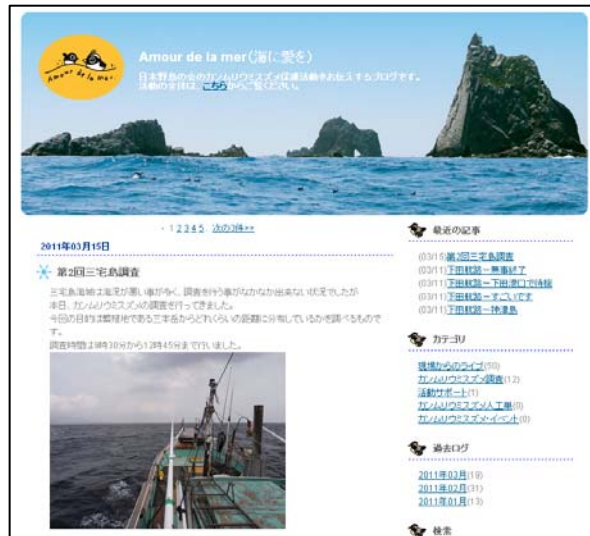 Amour de la mer.
Amour de la mer(海に愛を)
日本野鳥の会のカンムリウミスズメ保護活動をお伝えするブログです。
活動の全体は、こちらからご覧ください。
- 1 2 3 4 5. 次の3件>>
2011年03月15日
第2回三宅島調査
三宅島海域は海況が悪い事が多く、調査を行う事がなかなか出来ない状況でしたが
本日、カンムリウミスズメの調査を行ってきました。
今回の目的は繁殖地である三本岳からどれくらいの距離に分布しているかを調べるもので
す。
調査時間は8時30分から12時45分まで行いました。
最近の記事
(03/15)第2回三宅島調査
(03/11)下田航路－無事終了
(03/11)下田航路－下田港口で待機
(03/11)下田航路－すごいです
(03/11)下田航路－神津島
カテゴリ
現場からのライブ(50)
カンムリウミスズメ調査(12)
活動サポート(1)
カンムリウミスズメ人工巣(0)
カンムリウミスズメ・イベント(0)
過去ログ
2011年03月(19)
2011年02月(31)
2011年01月(13)
検索